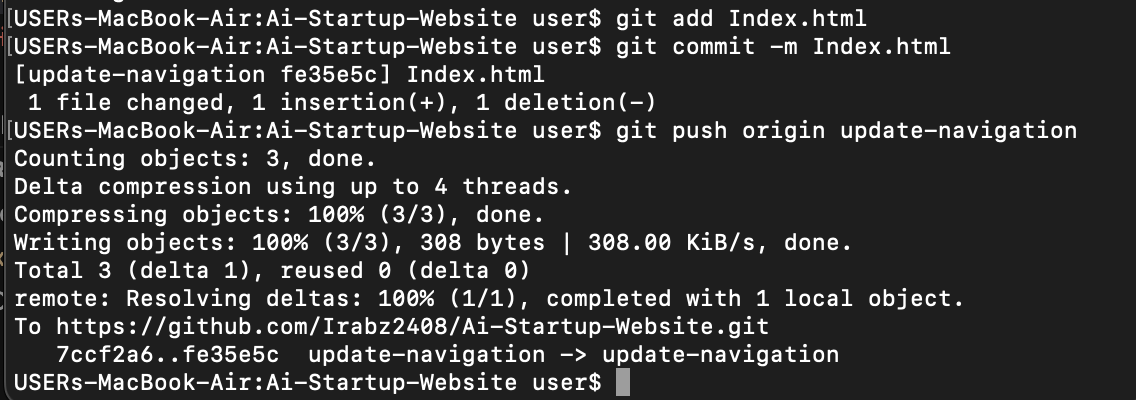 [USERs-MacBook-Air:Ai-Startup-Website user$ git add Index.html
[USERs-MacBook-Air:Ai-Startup-Website user$ git commit -m Index.html
[update-navigation fe35e5c] Index.html
 1 file changed, 1 insertion(+), 1 deletion(-)
[USERs-MacBook-Air:Ai-Startup-Website user$ git push origin update-navigation
Counting objects: 3, done.
Delta compression using up to 4 threads.
Compressing objects: 100% (3/3), done.
Writing objects: 100% (3/3), 308 bytes | 308.00 KiB/s, done.
Total 3 (delta 1), reused 0 (delta 0)
remote: Resolving deltas: 100% (1/1), completed with 1 local object.
To https://github.com/Irabz2408/Ai-Startup-Website.git
   7ccf2a6..fe35e5c  update-navigation -> update-navigation
USERs-MacBook-Air:Ai-Startup-Website user$